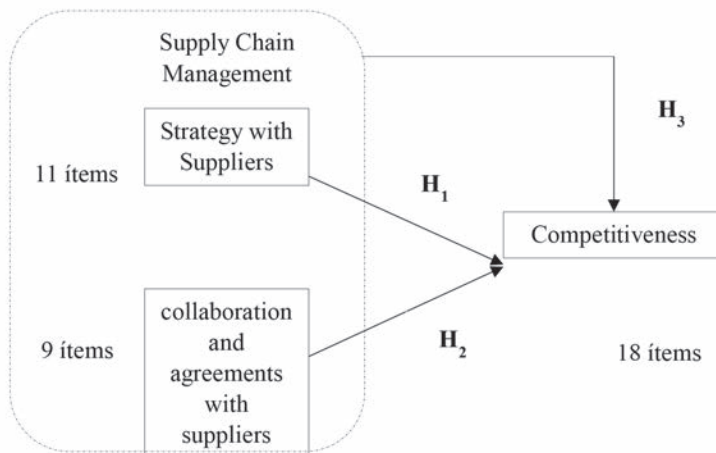 Supply Chain
Management
Strategy with
Suppliers
11 ítems
H₁
H₃
Competitiveness
collaboration
and
agreements
with
suppliers
9 ítems
H₂
18 ítems